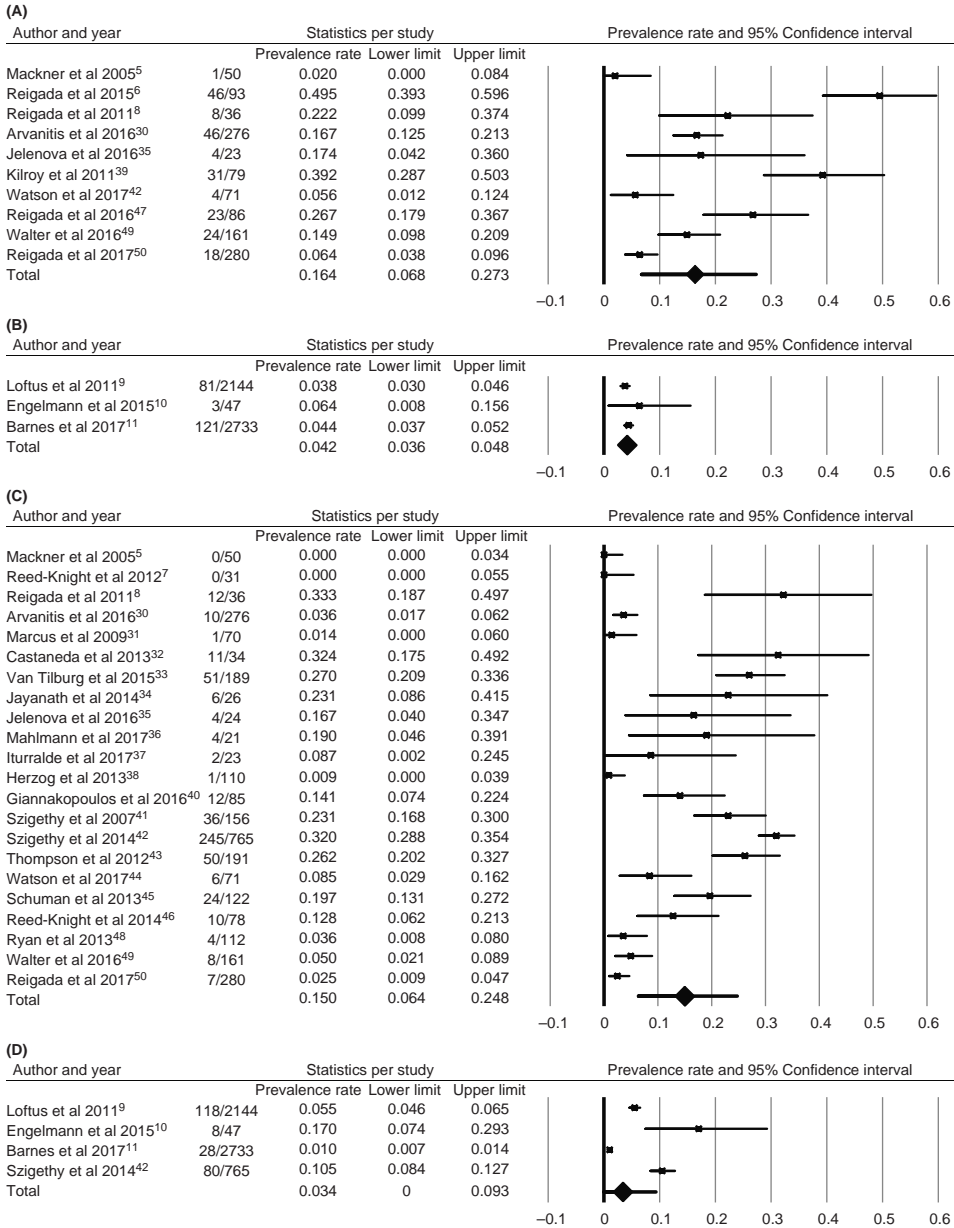 (A)
Author and year Statistics per study Prevalence rate and 95% Confidence interval
Prevalence rate Lower limit Upper limit
Mackner et al 2005⁵ 1/50 0.020 0.000 0.084
Reigada et al 2015⁶ 46/93 0.495 0.393 0.596
Reigada et al 2011⁸ 8/36 0.222 0.099 0.374
Arvanitis et al 2016³⁰ 46/276 0.167 0.125 0.213
Jelenova et al 2016³⁵ 4/23 0.174 0.042 0.360
Kilroy et al 2011³⁹ 31/79 0.392 0.287 0.503
Watson et al 2017⁴² 4/71 0.056 0.012 0.124
Reigada et al 2016⁴⁷ 23/86 0.267 0.179 0.367
Walter et al 2016⁴⁹ 24/161 0.149 0.098 0.209
Reigada et al 2017⁵⁰ 18/280 0.064 0.038 0.096
Total 0.164 0.068 0.273
–0.1 0 0.1 0.2 0.3 0.4 0.5 0.6
(B)
Author and year Statistics per study Prevalence rate and 95% Confidence interval
Prevalence rate Lower limit Upper limit
Loftus et al 2011⁹ 81/2144 0.038 0.030 0.046
Engelmann et al 2015¹⁰ 3/47 0.064 0.008 0.156
Barnes et al 2017¹¹ 121/2733 0.044 0.037 0.052
Total 0.042 0.036 0.048
–0.1 0 0.1 0.2 0.3 0.4 0.5 0.6
(C)
Author and year Statistics per study Prevalence rate and 95% Confidence interval
Prevalence rate Lower limit Upper limit
Mackner et al 2005⁵ 0/50 0.000 0.000 0.034
Reed-Knight et al 2012⁷ 0/31 0.000 0.000 0.055
Reigada et al 2011⁸ 12/36 0.333 0.187 0.497
Arvanitis et al 2016³⁰ 10/276 0.036 0.017 0.062
Marcus et al 2009³¹ 1/70 0.014 0.000 0.060
Castaneda et al 2013³² 11/34 0.324 0.175 0.492
Van Tilburg et al 2015³³ 51/189 0.270 0.209 0.336
Jayanath et al 2014³⁴ 6/26 0.231 0.086 0.415
Jelenova et al 2016³⁵ 4/24 0.167 0.040 0.347
Mahlmann et al 2017³⁶ 4/21 0.190 0.046 0.391
Iturralde et al 2017³⁷ 2/23 0.087 0.002 0.245
Herzog et al 2013³⁸ 1/110 0.009 0.000 0.039
Giannakopoulos et al 2016⁴⁰ 12/85 0.141 0.074 0.224
Szigethy et al 2007⁴¹ 36/156 0.231 0.168 0.300
Szigethy et al 2014⁴² 245/765 0.320 0.288 0.354
Thompson et al 2012⁴³ 50/191 0.262 0.202 0.327
Watson et al 2017⁴⁴ 6/71 0.085 0.029 0.162
Schuman et al 2013⁴⁵ 24/122 0.197 0.131 0.272
Reed-Knight et al 2014⁴⁶ 10/78 0.128 0.062 0.213
Ryan et al 2013⁴⁸ 4/112 0.036 0.008 0.080
Walter et al 2016⁴⁹ 8/161 0.050 0.021 0.089
Reigada et al 2017⁵⁰ 7/280 0.025 0.009 0.047
Total 0.150 0.064 0.248
–0.1 0 0.1 0.2 0.3 0.4 0.5 0.6
(D)
Author and year Statistics per study Prevalence rate and 95% Confidence interval
Prevalence rate Lower limit Upper limit
Loftus et al 2011⁹ 118/2144 0.055 0.046 0.065
Engelmann et al 2015¹⁰ 8/47 0.170 0.074 0.293
Barnes et al 2017¹¹ 28/2733 0.010 0.007 0.014
Szigethy et al 2014⁴² 80/765 0.105 0.084 0.127
Total 0.034 0 0.093
–0.1 0 0.1 0.2 0.3 0.4 0.5 0.6